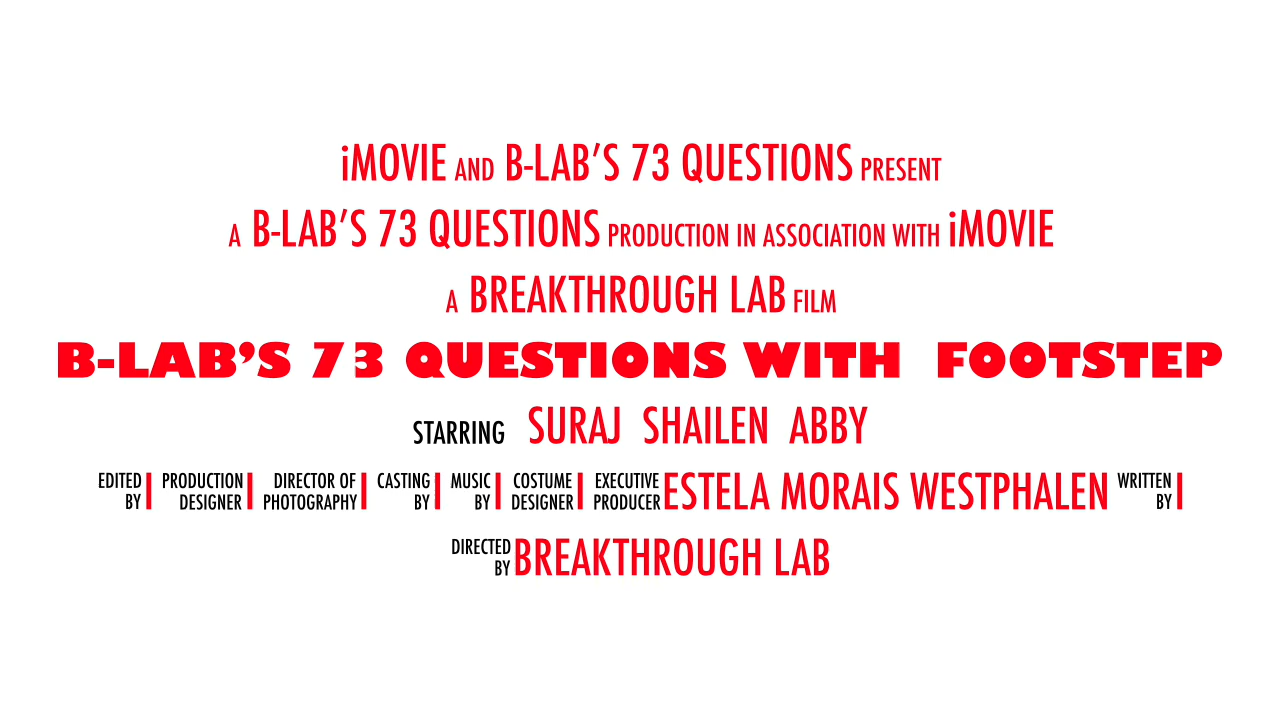 iMOVIE AND B-LAB'S 73 QUESTIONS PRESENT
A B-LAB'S 73 QUESTIONS PRODUCTION IN ASSOCIATION WITH iMOVIE
A BREAKTHROUGH LAB FILM
B-LAB'S 73 QUESTIONS WITH FOOTSTEP
STARRING SURAJ SHAILEN ABBY
EDITED BY I PRODUCTION DESIGNER I DIRECTOR OF PHOTOGRAPHY I CASTING BY I MUSIC BY I COSTUME DESIGNER I EXECUTIVE PRODUCER ESTELA MORAIS WESTPHALEN WRITTEN BY I
DIRECTED BY BREAKTHROUGH LAB